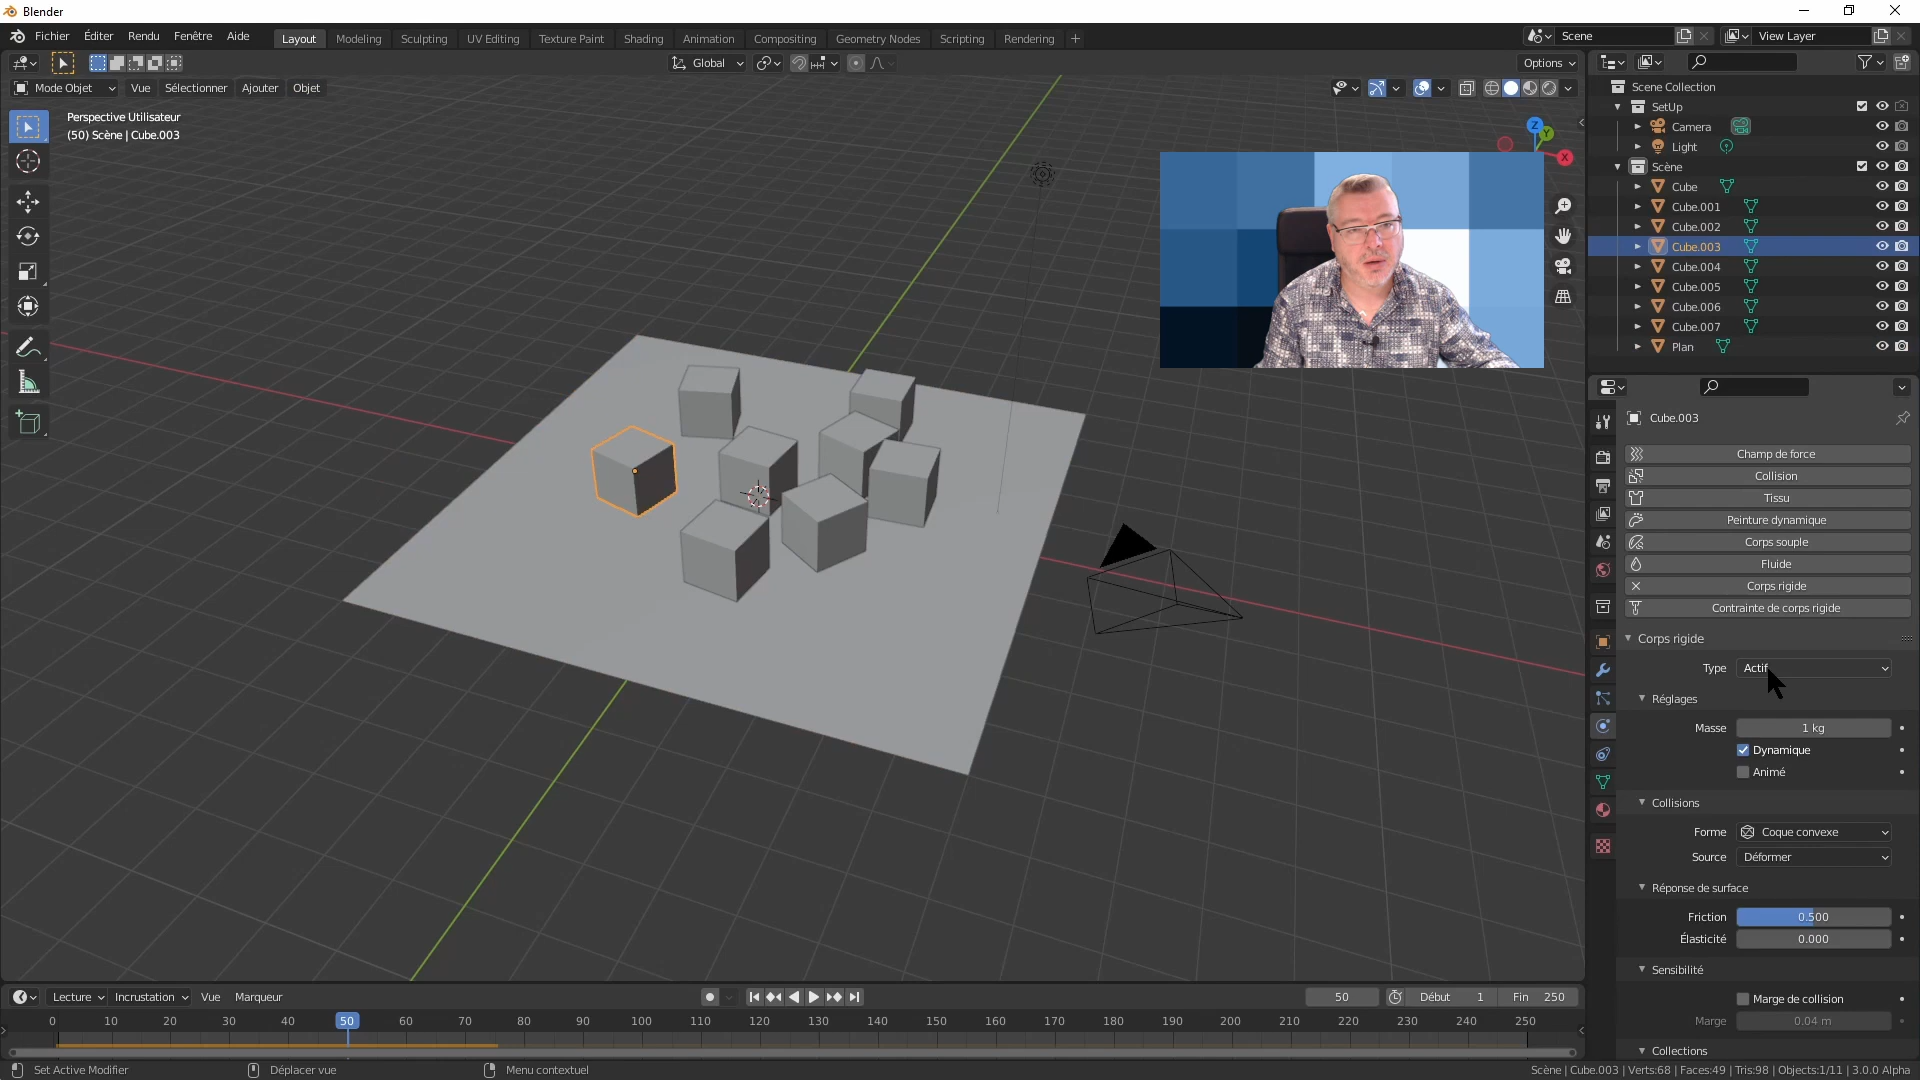 Blender
Fichier Éditer Rendu Fenêtre Aide Layout Modeling Sculpting UV Editing Texture Paint Shading Animation Compositing Geometry Nodes Scripting Rendering + Scene View Layer
Global Options
Mode Objet Vue Sélectionner Ajouter Objet
Perspective Utilisateur
(50) Scène | Cube.003
Z
Y
X
Scene Collection
SetUp
Camera
Light
Scène
Cube
Cube.001
Cube.002
Cube.003
Cube.004
Cube.005
Cube.006
Cube.007
Plan
Cube.003
Champ de force
Collision
Tissu
Peinture dynamique
Corps souple
Fluide
Corps rigide
Contrainte de corps rigide
Corps rigide
Type Actif
Réglages
Masse 1 kg
Dynamique
Animé
Collisions
Forme Coque convexe
Source Déformer
Réponse de surface
Friction 0.500
Élasticité 0.000
Sensibilité
Marge de collision
Marge 0.04 m
Collections
Lecture Incrustation Vue Marqueur 50 Début 1 Fin 250
0 10 20 30 40 50 60 70 80 90 100 110 120 130 140 150 160 170 180 190 200 210 220 230 240 250
Set Active Modifier Déplacer vue Menu contextuel Scène | Cube.003 | Verts:68 | Faces:49 | Tris:98 | Objects:1/11 | 3.0.0 Alpha